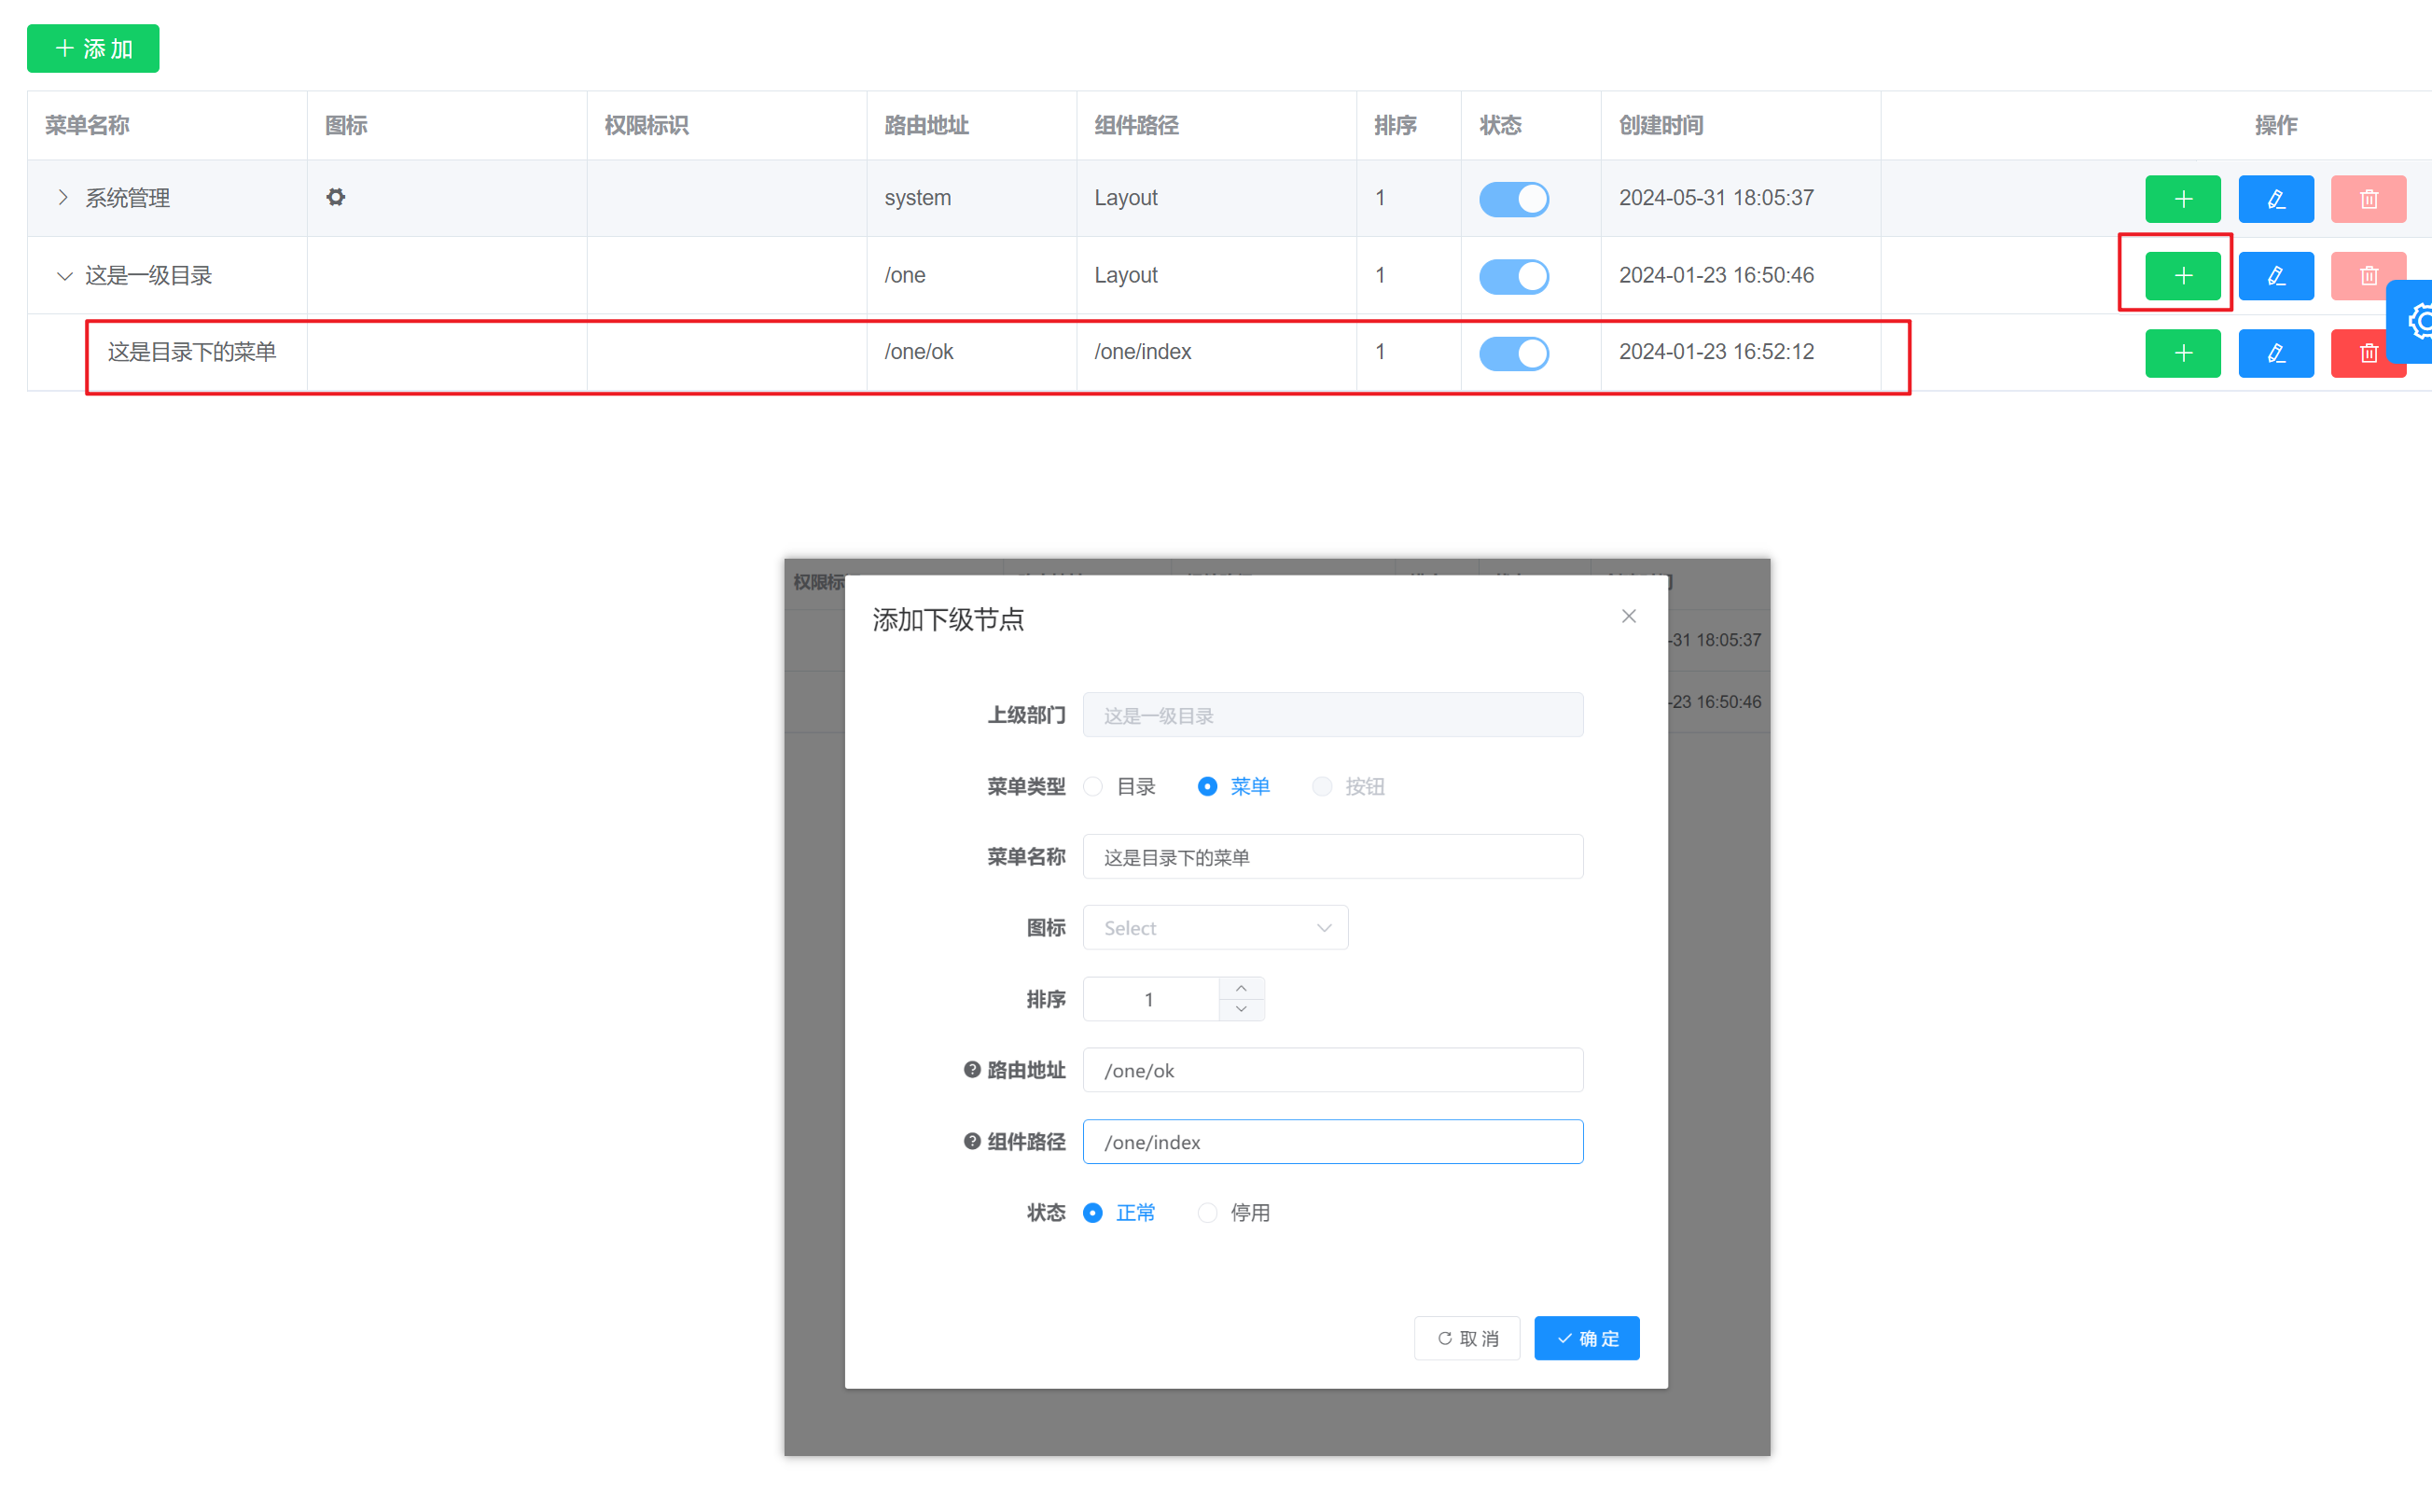 添 加
菜单名称 图标 权限标识 路由地址 组件路径 排序 状态 创建时间 操作
系统管理 system Layout 1 2024-05-31 18:05:37
这是一级目录 /one Layout 1 2024-01-23 16:50:46
这是目录下的菜单 /one/ok /one/index 1 2024-01-23 16:52:12
权限标
添加下级节点
-31 18:05:37
上级部门 这是一级目录
-23 16:50:46
菜单类型 目录 菜单 按钮
菜单名称 这是目录下的菜单
图标 Select
排序 1
路由地址 /one/ok
组件路径 /one/index
状态 正常 停用
取 消 确 定